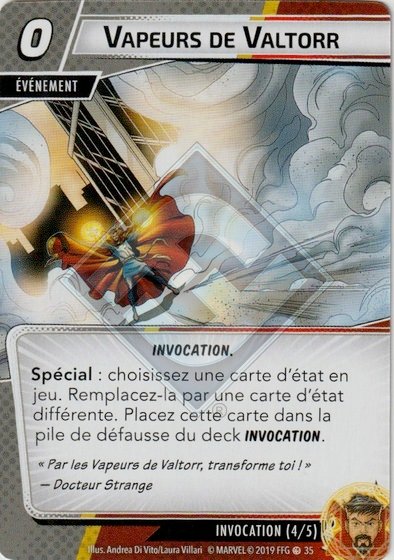 0
VAPEURS DE VALTORR
ÉVÉNEMENT
INVOCATION.
Spécial : choisissez une carte d'état en
jeu. Remplacez-la par une carte d'état
différente. Placez cette carte dans la
pile de défausse du deck INVOCATION.
« Par les Vapeurs de Valtorr, transforme toi ! »
— Docteur Strange
INVOCATION (4/5)
Illus. Andrea Di Vito/Laura Villari © MARVEL © 2019 FFG 35